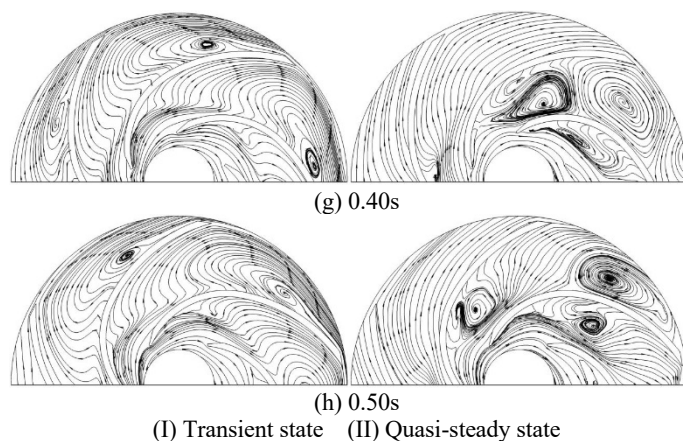 (g) 0.40s
(h) 0.50s
(I) Transient state (II) Quasi-steady state